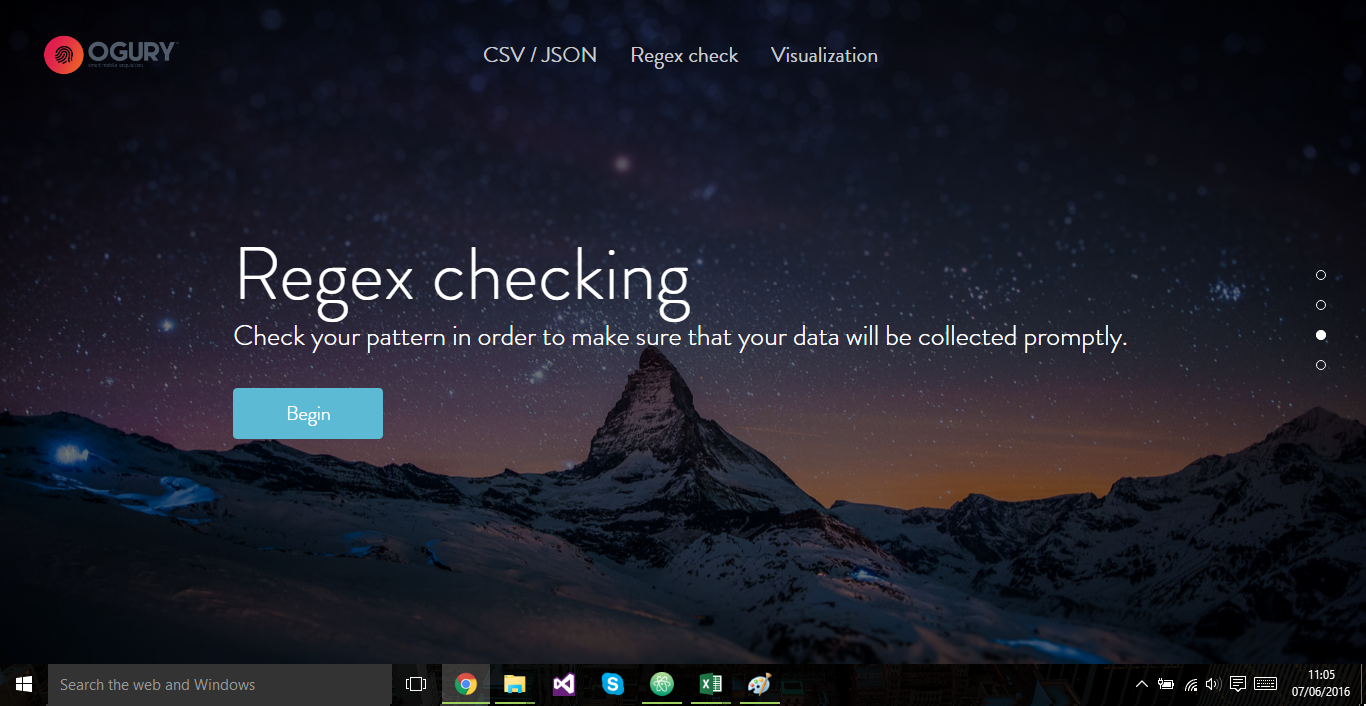 OGURY
CSV / JSON
Regex check
Visualization
Regex checking
Check your pattern in order to make sure that your data will be collected promptly.
Begin
Search the web and Windows
11:05
07/06/2016